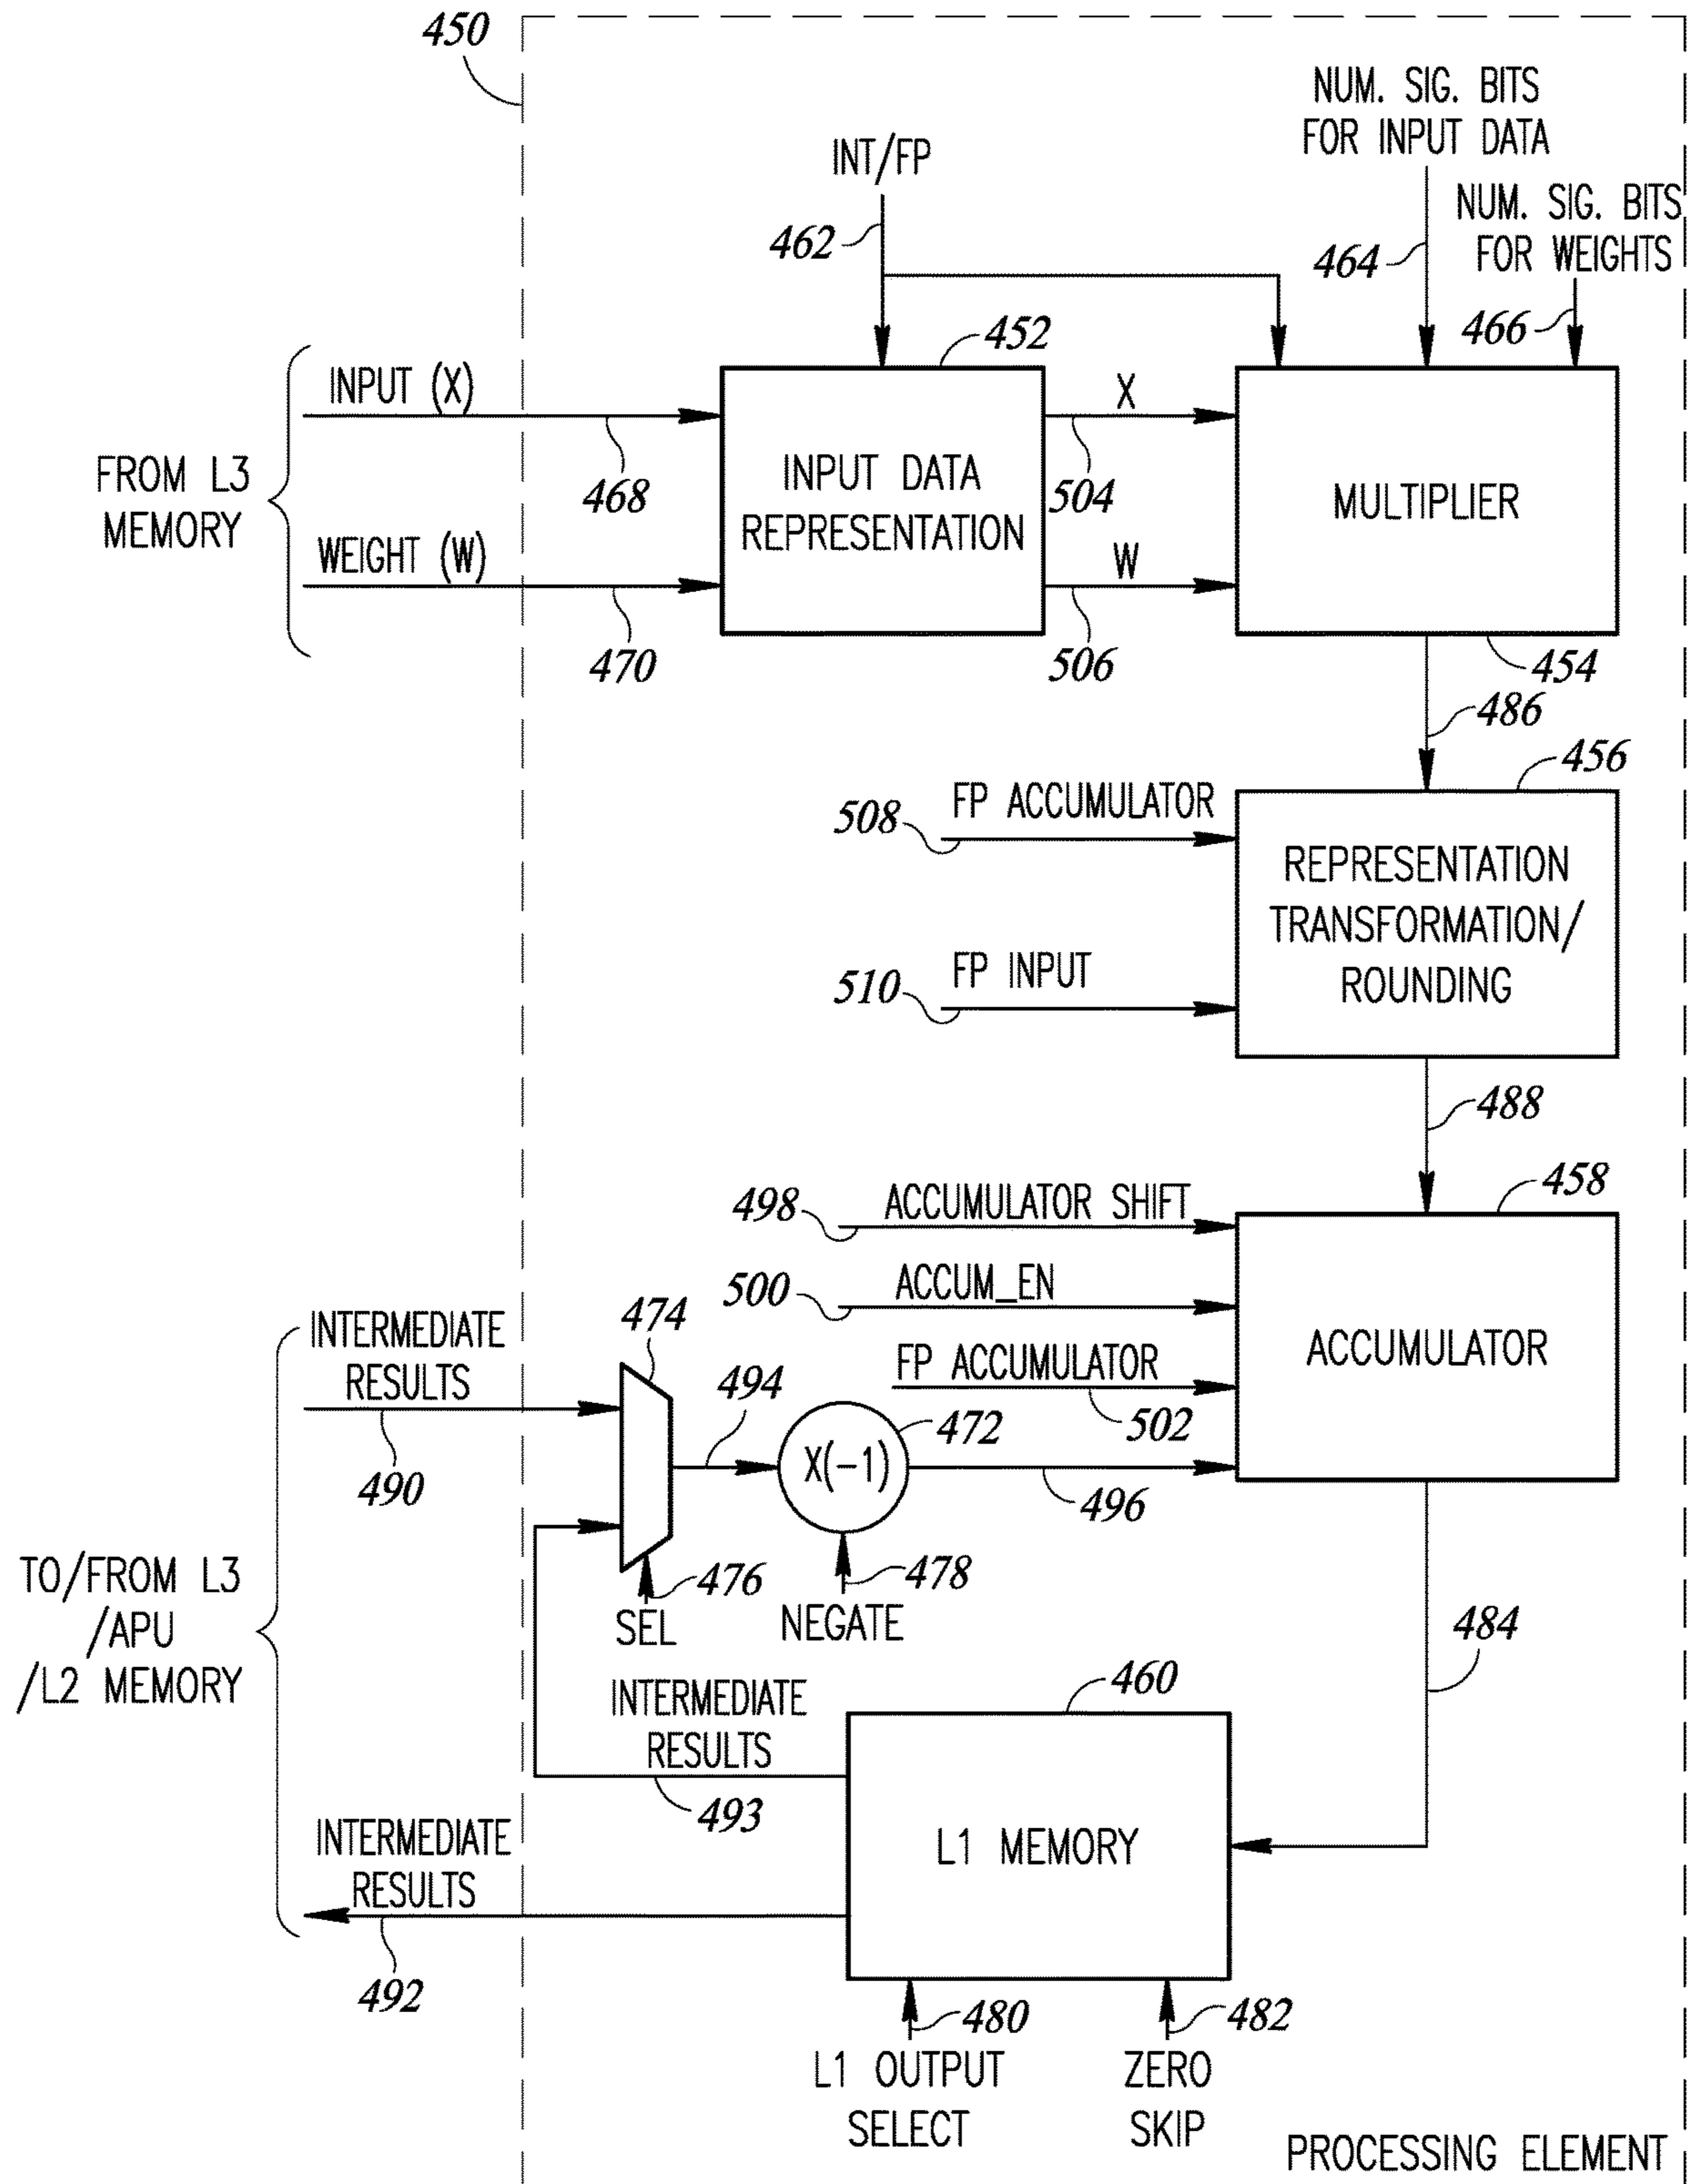 450
NUM. SIG. BITS
FOR INPUT DATA
INT/FP
NUM. SIG. BITS
FOR WEIGHTS
462
464
466
452
INPUT (X)
X
FROM L3
MEMORY
468
INPUT DATA
REPRESENTATION
504
MULTIPLIER
WEIGHT (W)
W
470
506
454
486
456
FP ACCUMULATOR
508
REPRESENTATION
TRANSFORMATION/
ROUNDING
FP INPUT
510
488
458
ACCUMULATOR SHIFT
498
ACCUM_EN
500
ACCUMULATOR
INTERMEDIATE
RESULTS
474
FP ACCUMULATOR
494
502
472
X(-1)
490
496
TO/FROM L3
/APU
/L2 MEMORY
476
478
SEL
NEGATE
484
460
INTERMEDIATE
RESULTS
493
L1 MEMORY
INTERMEDIATE
RESULTS
492
480
482
L1 OUTPUT
SELECT
ZERO
SKIP
PROCESSING ELEMENT